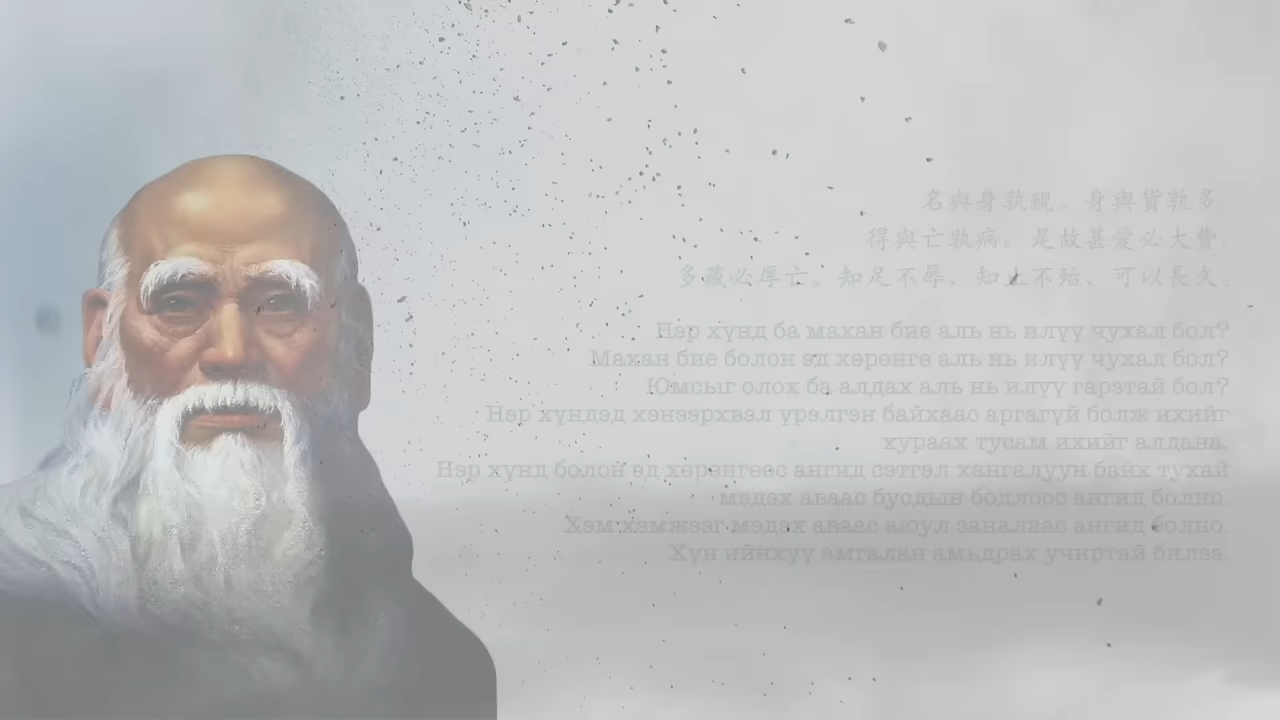 名與身孰親。身與貨孰多
得與亡孰病。是故甚愛必大費
多藏必厚亡。知足不辱、知止不殆、可以長久。
Нэр хүнд ба махан бие аль нь илүү чухал бол?
Махан бие болон эд хөрөнгө аль нь илүү чухал бол?
Юмсыг олох ба алдах аль нь илүү гарзтай бол?
Нэр хүндэд хэнээрхвэл үрэлгэн байхаас аргагүй болж ихийг
хураах тусам ихийг алдана.
Нэр хүнд болон эд хөрөнгөөс ангид сэтгэл хангалуун байх тухай
мэдэх аваас бусдын бодлоос ангид болно.
Хэм хэмжээг мэдэх аваас аюул заналаас ангид болно.
Хүн ийнхүү амгалан амьдрах учиртай билээ.